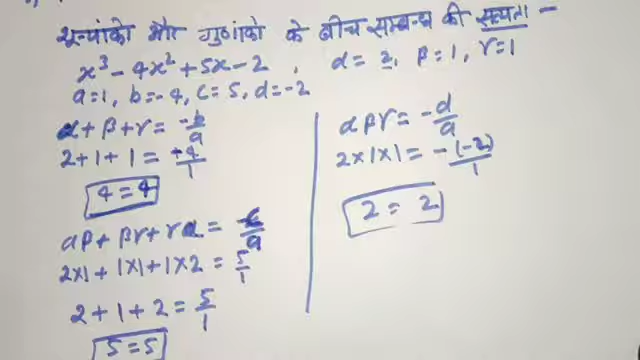 शून्यांको और गुणांको के बीच सम्बन्ध की सत्यता -
x³ - 4x² + 5x - 2 , α = 2, β = 1, γ = 1
a = 1, b = -4, c = 5, d = -2
α + β + γ = -b/a
2 + 1 + 1 = +4/1
4 = 4
αβ + βγ + γα = c/a
2×1 + 1×1 + 1×2 = 5/1
2 + 1 + 2 = 5/1
5 = 5
αβγ = -d/a
2×1×1 = -(-2)/1
2 = 2